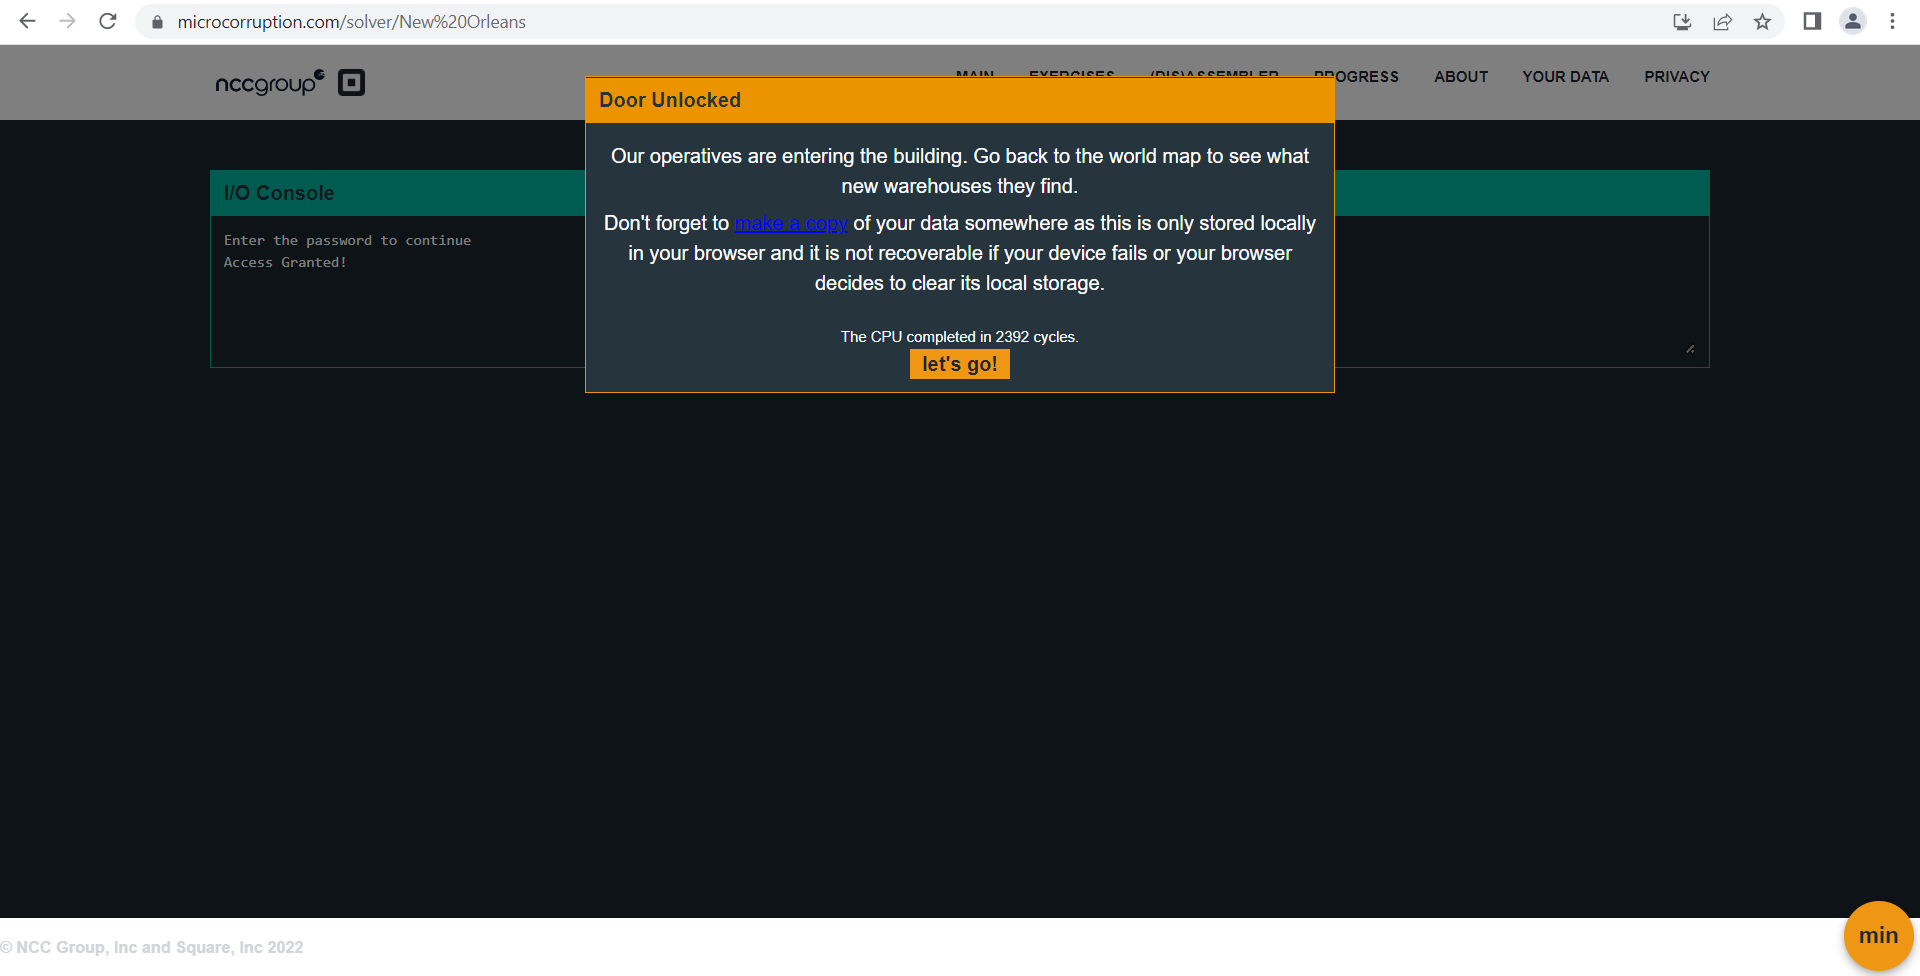 microcorruption.com/solver/New%20Orleans
nccgroup
MAIN EXERCISES (DIS)ASSEMBLER PROGRESS ABOUT YOUR DATA PRIVACY
Door Unlocked
Our operatives are entering the building. Go back to the world map to see what
new warehouses they find.
Don't forget to make a copy of your data somewhere as this is only stored locally
in your browser and it is not recoverable if your device fails or your browser
decides to clear its local storage.
The CPU completed in 2392 cycles.
let's go!
I/O Console
Enter the password to continue
Access Granted!
min
© NCC Group, Inc and Square, Inc 2022